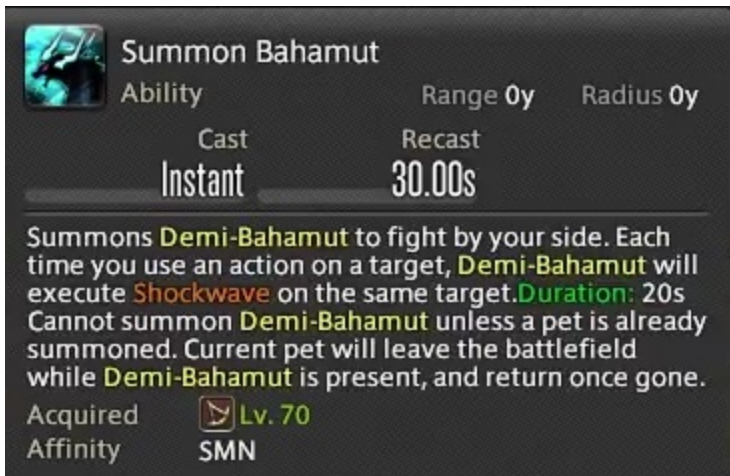 Summon Bahamut
Ability Range 0y Radius 0y
Cast Recast
Instant 30.00s
Summons Demi-Bahamut to fight by your side. Each
time you use an action on a target, Demi-Bahamut will
execute Shockwave on the same target.Duration: 20s
Cannot summon Demi-Bahamut unless a pet is already
summoned. Current pet will leave the battlefield
while Demi-Bahamut is present, and return once gone.
Acquired Lv. 70
Affinity SMN